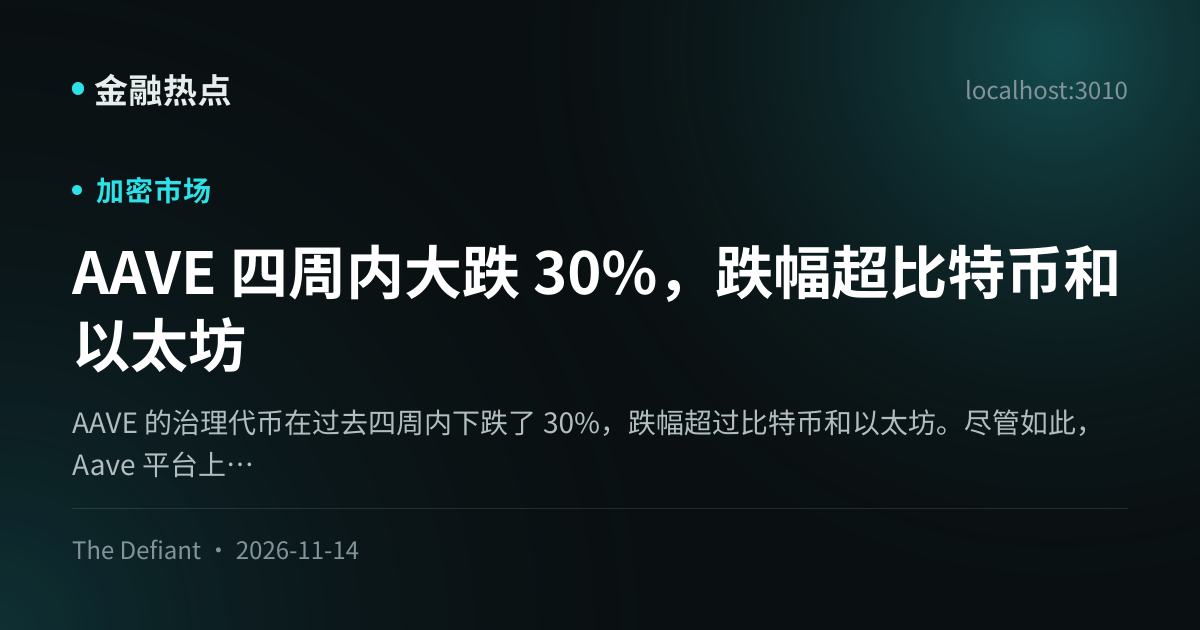 金融热点
localhost:3010
加密市场
AAVE 四周内大跌 30%，跌幅超比特币和
以太坊
AAVE 的治理代币在过去四周内下跌了 30%，跌幅超过比特币和以太坊。尽管如此，
Aave 平台上…
The Defiant · 2026-11-14